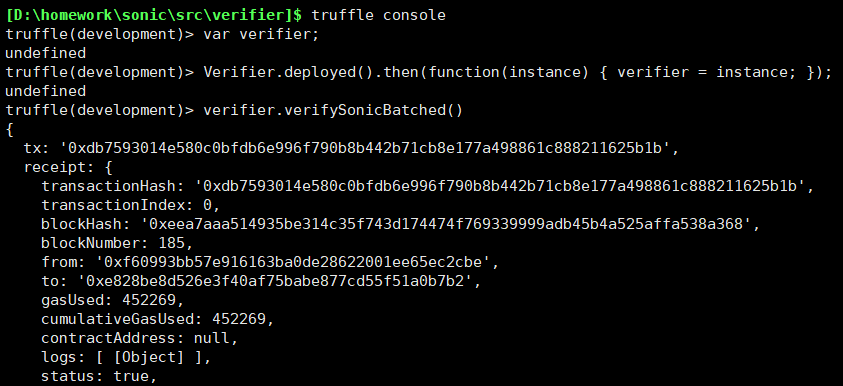 [D:\homework\sonic\src\verifier]$ truffle console
truffle(development)> var verifier;
undefined
truffle(development)> Verifier.deployed().then(function(instance) { verifier = instance; });
undefined
truffle(development)> verifier.verifySonicBatched()
{
  tx: '0xdb7593014e580c0bfdb6e996f790b8b442b71cb8e177a498861c888211625b1b',
  receipt: {
    transactionHash: '0xdb7593014e580c0bfdb6e996f790b8b442b71cb8e177a498861c888211625b1b',
    transactionIndex: 0,
    blockHash: '0xeea7aaa514935be314c35f743d174474f769339999adb45b4a525affa538a368',
    blockNumber: 185,
    from: '0xf60993bb57e916163ba0de28622001ee65ec2cbe',
    to: '0xe828be8d526e3f40af75babe877cd55f51a0b7b2',
    gasUsed: 452269,
    cumulativeGasUsed: 452269,
    contractAddress: null,
    logs: [ [Object] ],
    status: true,